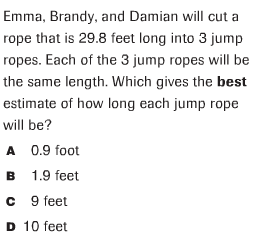 Emma, Brandy, and Damian will cut a
rope that is 29.8 feet long into 3 jump
ropes. Each of the 3 jump ropes will be
the same length. Which gives the best
estimate of how long each jump rope
will be?
A 0.9 foot
B 1.9 feet
C 9 feet
D 10 feet